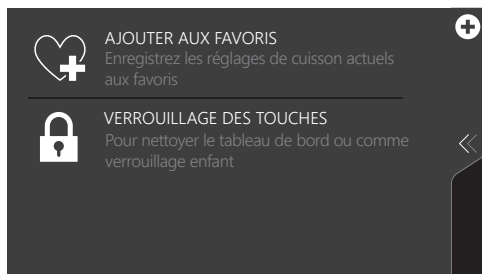 AJOUTER AUX FAVORIS
Enregistrez les réglages de cuisson actuels
aux favoris
VERROUILLAGE DES TOUCHES
Pour nettoyer le tableau de bord ou comme
verrouillage enfant